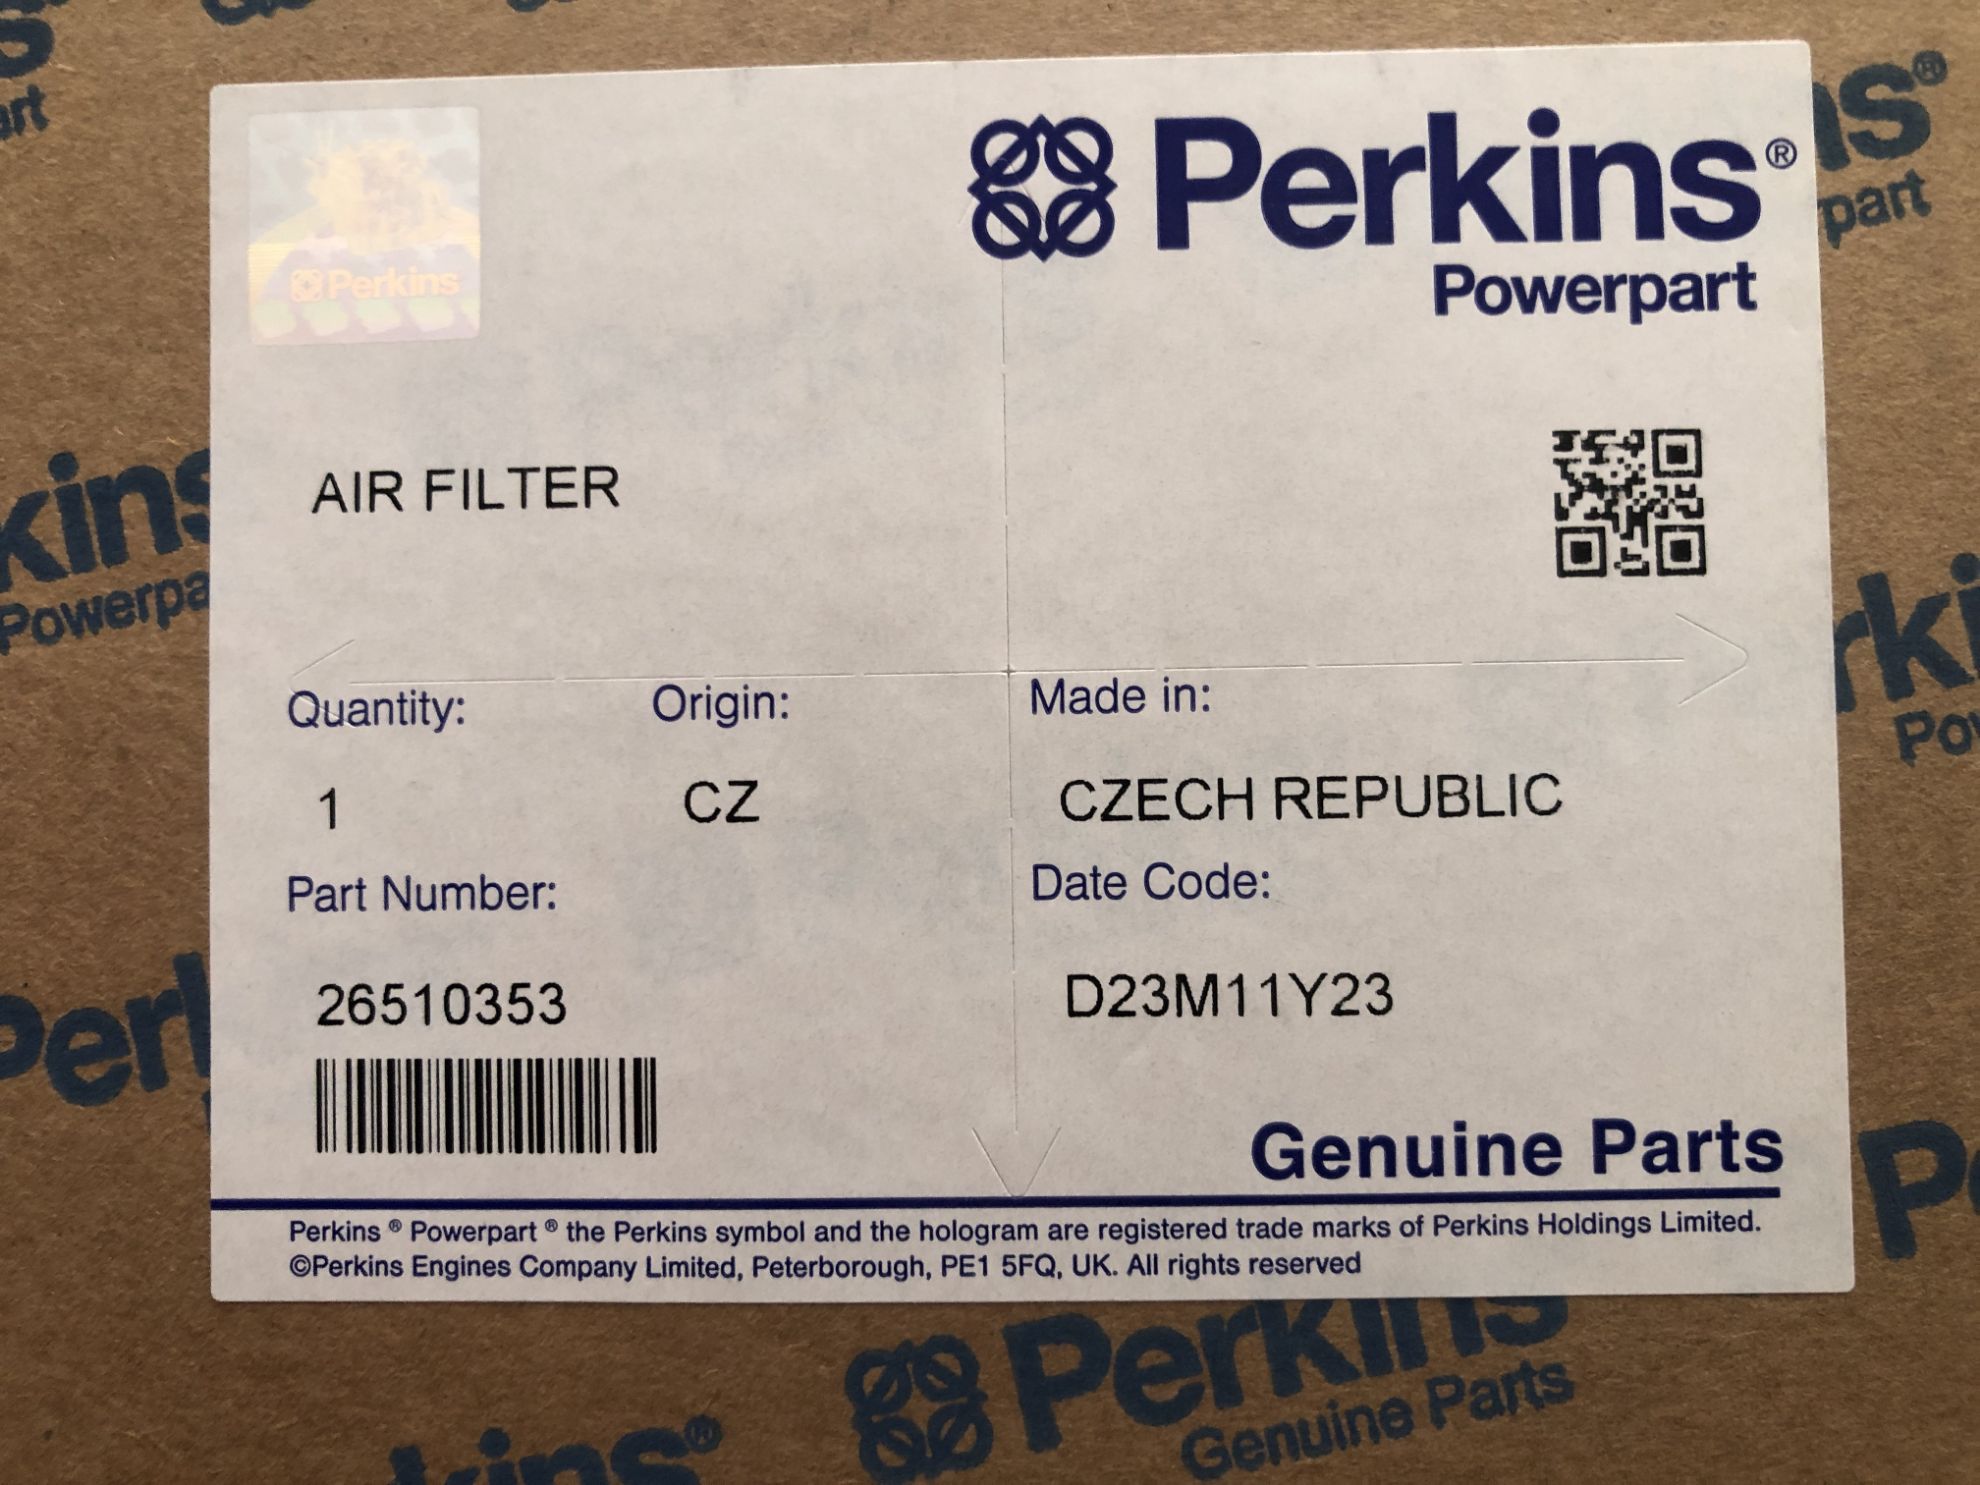 Perkins
Perkins®
Powerpart
AIR FILTER
Quantity: Origin: Made in:
1 CZ CZECH REPUBLIC
Part Number: Date Code:
26510353 D23M11Y23
Genuine Parts
Perkins ® Powerpart ® the Perkins symbol and the hologram are registered trade marks of Perkins Holdings Limited.
©Perkins Engines Company Limited, Peterborough, PE1 5FQ, UK. All rights reserved
Perkins
Genuine Parts